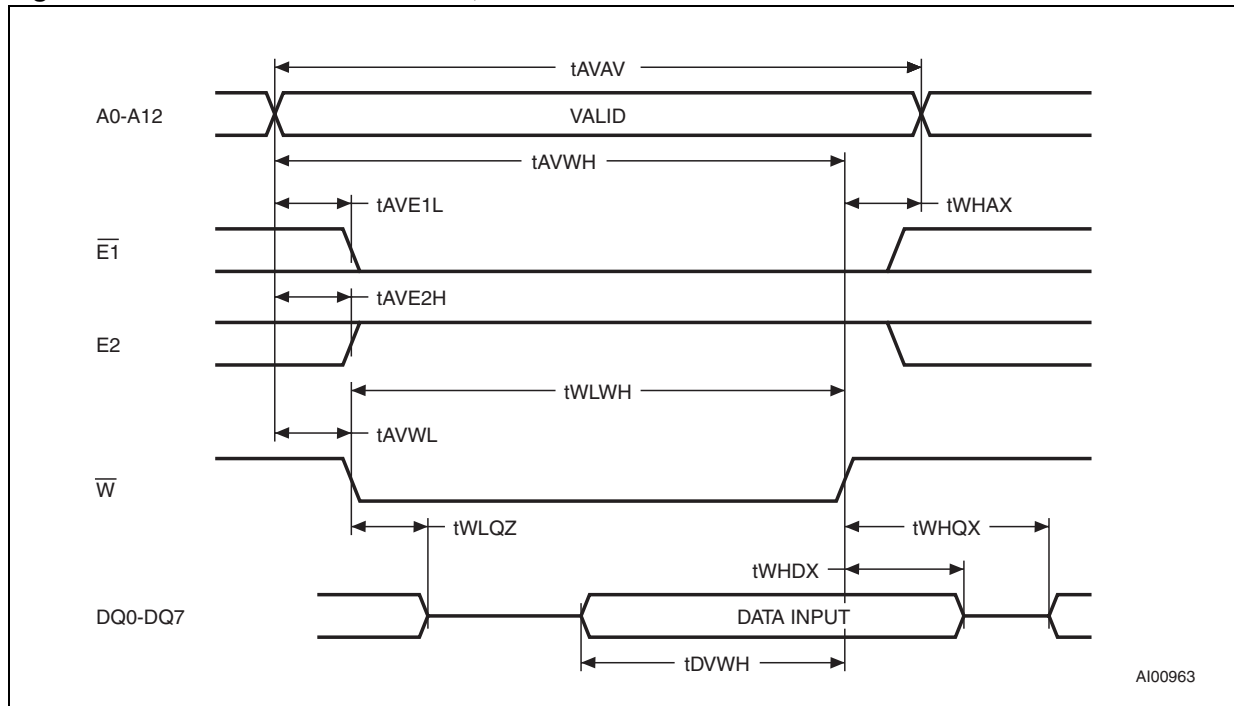 tAVAV
A0-A12
VALID
tAVWH
tAVE1L
tWHAX
E1
tAVE2H
E2
tWLWH
tAVWL
W
tWLQZ
tWHQX
tWHDX
DQ0-DQ7
DATA INPUT
tDVWH
AI00963